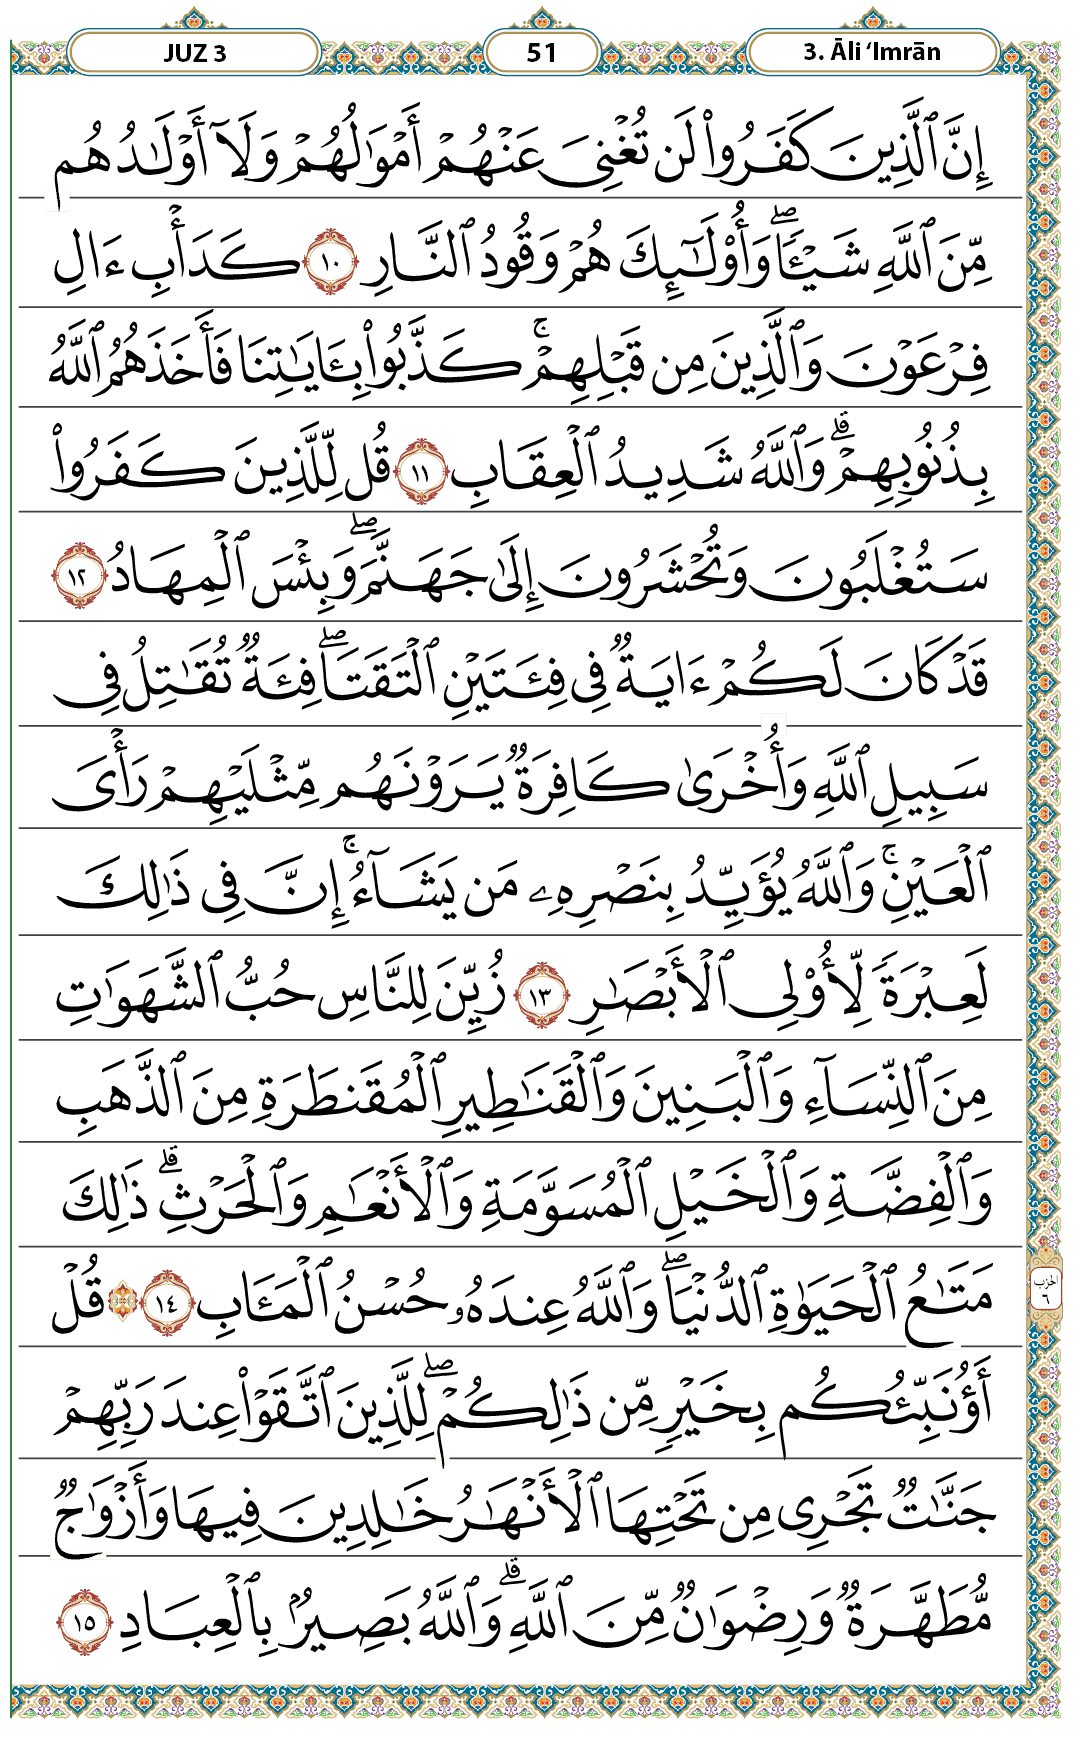 JUZ 3 51 3. Āli ‘Imrān
إِنَّ ٱلَّذِينَ كَفَرُواْ لَن تُغْنِىَ عَنْهُمْ أَمْوَٰلُهُمْ وَلَآ أَوْلَٰدُهُم
مِّنَ ٱللَّهِ شَيْـًٔاۖ وَأُوْلَٰٓئِكَ هُمْ وَقُودُ ٱلنَّارِ ١٠ كَدَأْبِ ءَالِ
فِرْعَوْنَ وَٱلَّذِينَ مِن قَبْلِهِمْۚ كَذَّبُواْ بِـَٔايَٰتِنَا فَأَخَذَهُمُ ٱللَّهُ
بِذُنُوبِهِمْۗ وَٱللَّهُ شَدِيدُ ٱلْعِقَابِ ١١ قُل لِّلَّذِينَ كَفَرُواْ
سَتُغْلَبُونَ وَتُحْشَرُونَ إِلَىٰ جَهَنَّمَۖ وَبِئْسَ ٱلْمِهَادُ ١٢
قَدْ كَانَ لَكُمْ ءَايَةٌ فِى فِئَتَيْنِ ٱلْتَقَتَاۖ فِئَةٌ تُقَٰتِلُ فِى
سَبِيلِ ٱللَّهِ وَأُخْرَىٰ كَافِرَةٌ يَرَوْنَهُم مِّثْلَيْهِمْ رَأْىَ
ٱلْعَيْنِۚ وَٱللَّهُ يُؤَيِّدُ بِنَصْرِهِۦ مَن يَشَآءُۚ إِنَّ فِى ذَٰلِكَ
لَعِبْرَةً لِّأُوْلِى ٱلْأَبْصَٰرِ ١٣ زُيِّنَ لِلنَّاسِ حُبُّ ٱلشَّهَوَٰتِ
مِنَ ٱلنِّسَآءِ وَٱلْبَنِينَ وَٱلْقَنَٰطِيرِ ٱلْمُقَنطَرَةِ مِنَ ٱلذَّهَبِ
وَٱلْفِضَّةِ وَٱلْخَيْلِ ٱلْمُسَوَّمَةِ وَٱلْأَنْعَٰمِ وَٱلْحَرْثِۗ ذَٰلِكَ
مَتَٰعُ ٱلْحَيَوٰةِ ٱلدُّنْيَاۖ وَٱللَّهُ عِندَهُۥ حُسْنُ ٱلْمَـَٔابِ ١٤ ۞ قُلْ
الحزب
٦
أَؤُنَبِّئُكُم بِخَيْرٍ مِّن ذَٰلِكُمْۖ لِلَّذِينَ ٱتَّقَوْاْ عِندَ رَبِّهِمْ
جَنَّٰتٌ تَجْرِى مِن تَحْتِهَا ٱلْأَنْهَٰرُ خَٰلِدِينَ فِيهَا وَأَزْوَٰجٌ
مُّطَهَّرَةٌ وَرِضْوَٰنٌ مِّنَ ٱللَّهِۗ وَٱللَّهُ بَصِيرٌۢ بِٱلْعِبَادِ ١٥